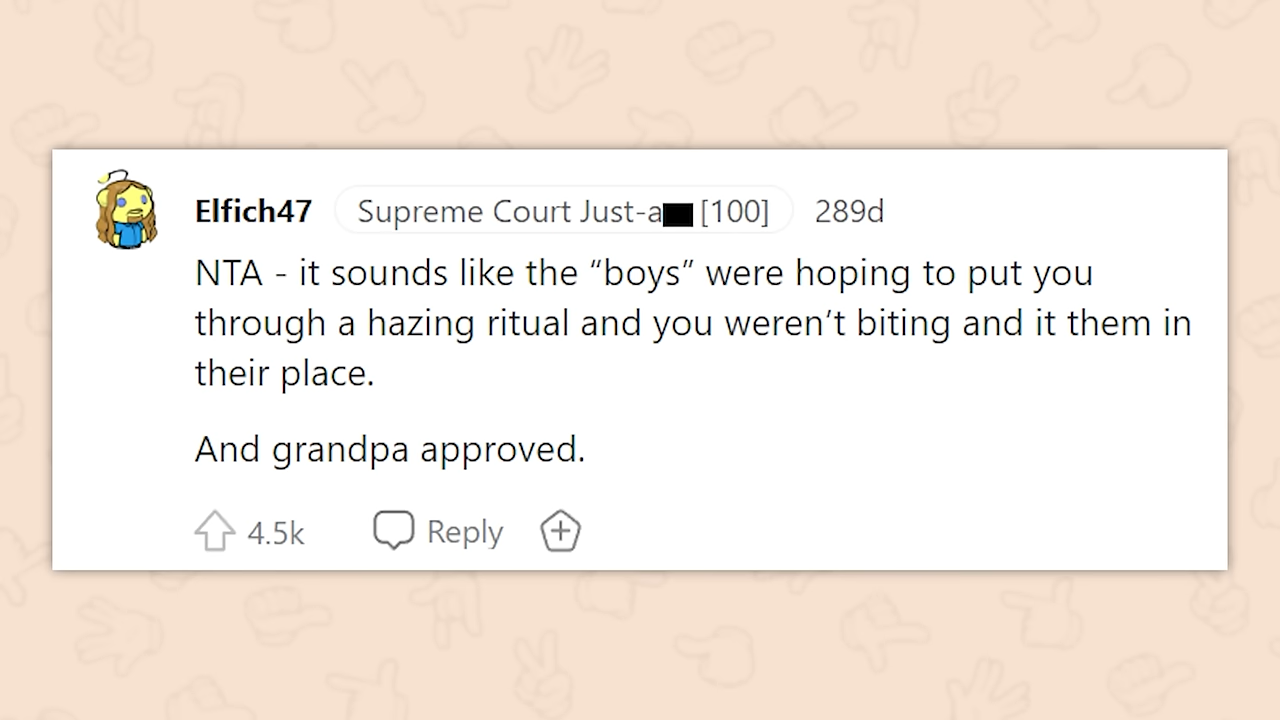 Elfich47 Supreme Court Just-a [100] 289d
NTA - it sounds like the “boys” were hoping to put you
through a hazing ritual and you weren’t biting and it them in
their place.
And grandpa approved.
4.5k Reply